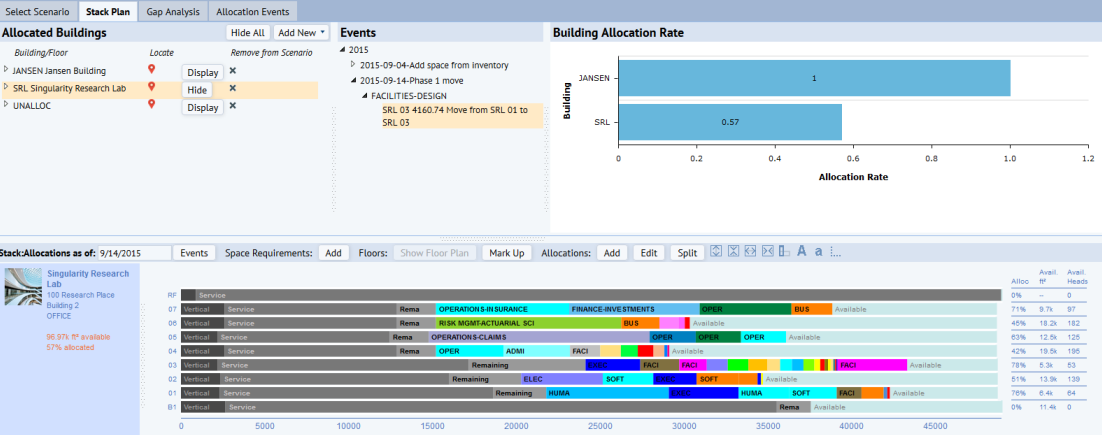 Select Scenario Stack Plan Gap Analysis Allocation Events
Allocated Buildings Hide All Add New
Building/Floor Locate Remove from Scenario
JANSEN Jansen Building Display
SRL Singularity Research Lab Hide
UNALLOC Display
Events
2015
2015-09-04-Add space from inventory
2015-09-14-Phase 1 move
FACILITIES-DESIGN
SRL 03 4160.74 Move from SRL 01 to
SRL 03
Building Allocation Rate
Building
JANSEN 1
SRL 0.57
0 0.2 0.4 0.6 0.8 1.0 1.2
Allocation Rate
Stack:Allocations as of: 9/14/2015 Events Space Requirements: Add Floors: Show Floor Plan Mark Up Allocations: Add Edit Split A a
Singularity Research
Lab
100 Research Place
Building 2
OFFICE
96.97k ft² available
57% allocated
Alloc Avail. ft² Avail. Heads
RF Service 0% – 0
07 Vertical Service Rema OPERATIONS-INSURANCE FINANCE-INVESTMENTS OPER BUS Available 71% 9.7k 97
06 Vertical Service Rema RISK MGMT-ACTUARIAL SCI BUS Available 45% 18.2k 182
05 Vertical Service Rema OPERATIONS-CLAIMS OPER OPER OPER Available 63% 12.5k 125
04 Vertical Service Rema OPER ADMI FACI Available 42% 19.5k 195
03 Vertical Service Remaining EXEC FACI FACI FACI Available 78% 5.3k 53
02 Vertical Service Remaining ELEC SOFT EXEC SOFT Available 51% 13.9k 139
01 Vertical Service Remaining HUMA EXEC HUMA SOFT FACI Available 76% 6.4k 64
B1 Vertical Service Rema Available 0% 11.4k 0
0 5000 10000 15000 20000 25000 30000 35000 40000 45000